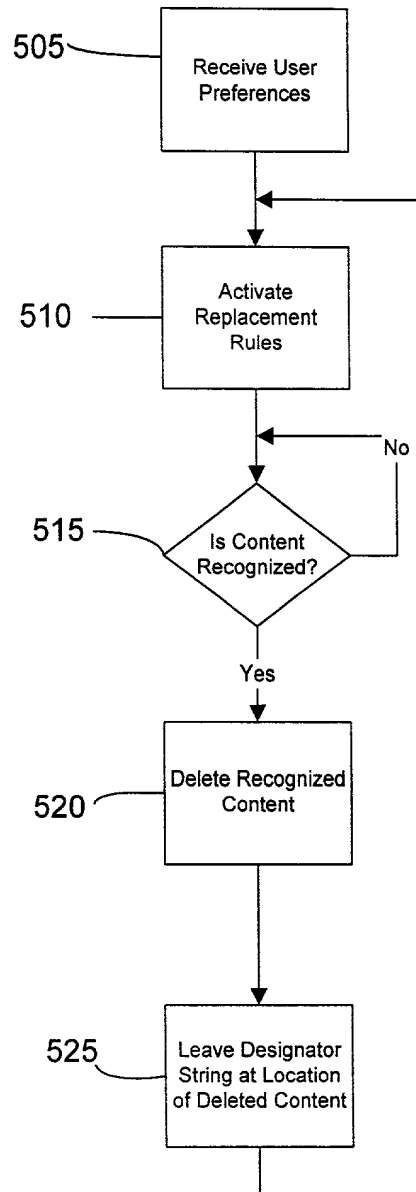 505
Receive User
Preferences
510
Activate
Replacement
Rules
No
515
Is Content
Recognized?
Yes
520
Delete Recognized
Content
525
Leave Designator
String at Location
of Deleted Content